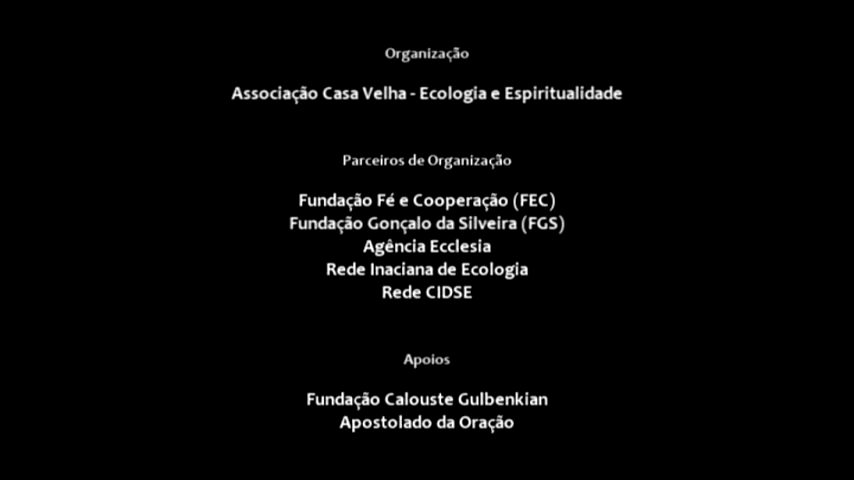 Organização
Associação Casa Velha - Ecologia e Espiritualidade
Parceiros de Organização
Fundação Fé e Cooperação (FEC)
Fundação Gonçalo da Silveira (FGS)
Agência Ecclesia
Rede Inaciana de Ecologia
Rede CIDSE
Apoios
Fundação Calouste Gulbenkian
Apostolado da Oração